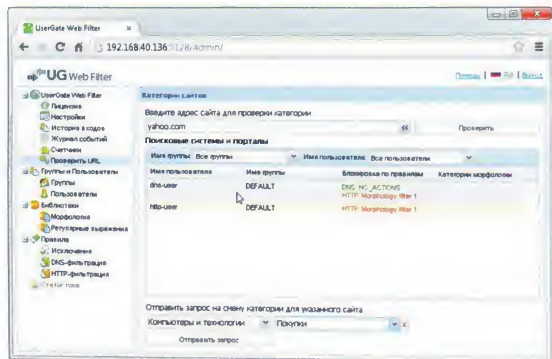 UserGate Web Filter
192.168.40.136:3128/admin/
UG Web Filter
Помощь
UserGate Web Filter
Лицензия
Настройки
История входов
Журнал событий
Счетчики
Проверить URL
Группы и Пользователи
Группы
Пользователи
Библиотеки
Морфология
Регулярные выражения
Правила
Исключения
DNS-фильтрация
HTTP-фильтрация
Статистика
Категории сайтов
Введите адрес сайта для проверки категории
yahoo.com
Проверить
Поисковые системы и порталы
Имя группы: Все группы Имя пользователя: Все пользователи
Имя пользователя Имя группы Блокировка по правилам Категории морфологии
dns-user DEFAULT DNS_NO_ACTIONS
HTTP Morphology filter 1
http-user DEFAULT HTTP Morphology filter 1
Отправить запрос на смену категории для указанного сайта
Компьютеры и технологии Покупки
Отправить запрос